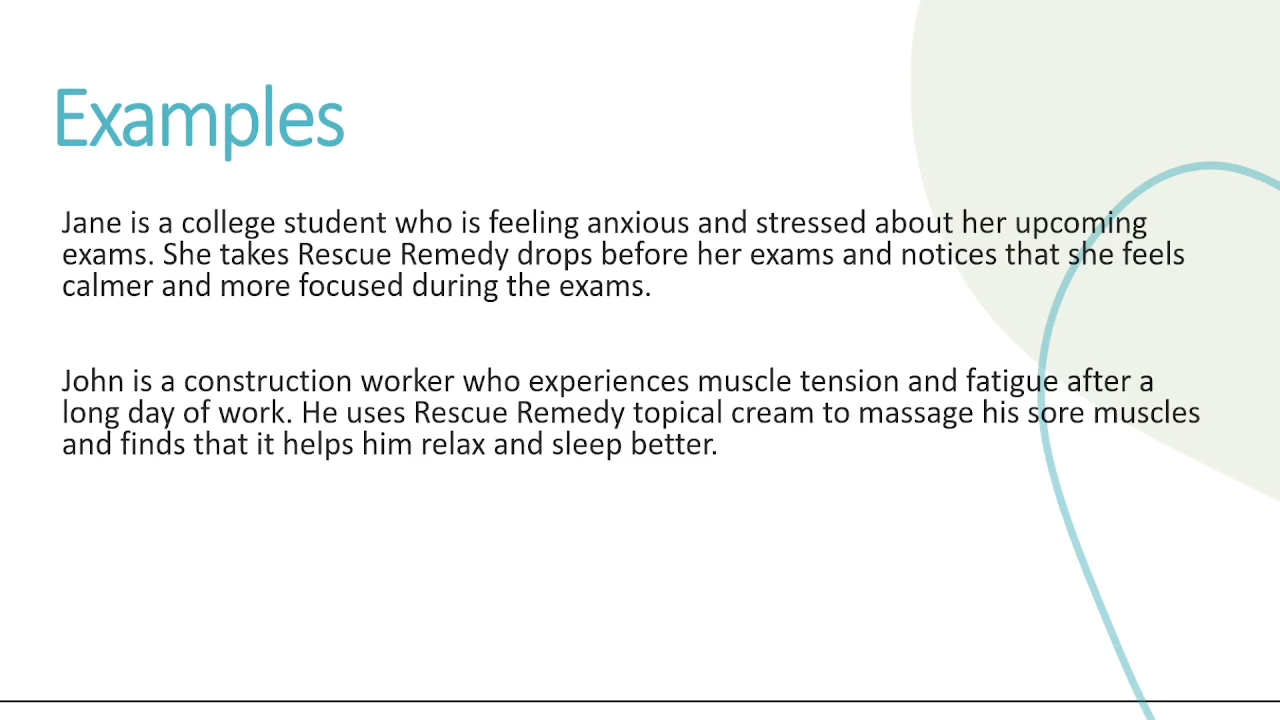 Examples
Jane is a college student who is feeling anxious and stressed about her upcoming
exams. She takes Rescue Remedy drops before her exams and notices that she feels
calmer and more focused during the exams.
John is a construction worker who experiences muscle tension and fatigue after a
long day of work. He uses Rescue Remedy topical cream to massage his sore muscles
and finds that it helps him relax and sleep better.